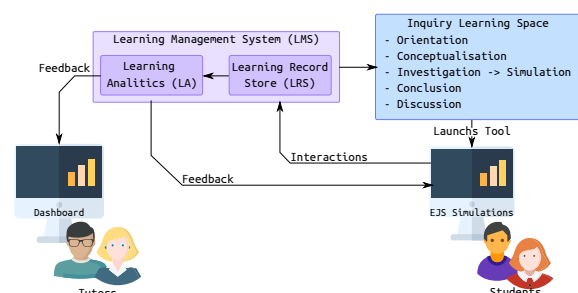 Inquiry Learning Space
- Orientation
- Conceptualisation
- Investigation -> Simulation
- Conclusion
- Discussion
Learning Management System (LMS)
Learning
Analitics (LA)
Learning Record
Store (LRS)
Feedback
Launchs Tool
Interactions
Feedback
Dashboard
EJS Simulations
Tutors
Students